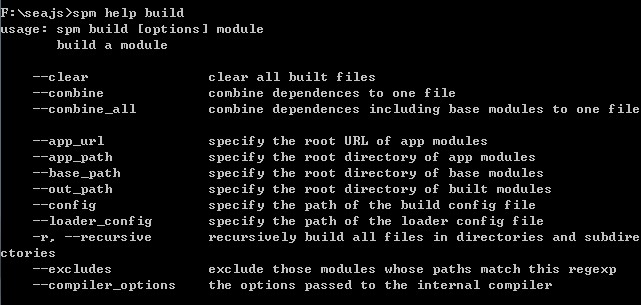 F:\seajs>spm help build
usage: spm build [options] module
       build a module

    --clear               clear all built files
    --combine             combine dependences to one file
    --combine_all         combine dependences including base modules to one file

    --app_url             specify the root URL of app modules
    --app_path            specify the root directory of app modules
    --base_path           specify the root directory of base modules
    --out_path            specify the root directory of built modules
    --config              specify the path of the build config file
    --loader_config       specify the path of the loader config file
    -r, --recursive       recursively build all files in directories and subdire
ctories
    --excludes            exclude those modules whose paths match this regexp
    --compiler_options    the options passed to the internal compiler